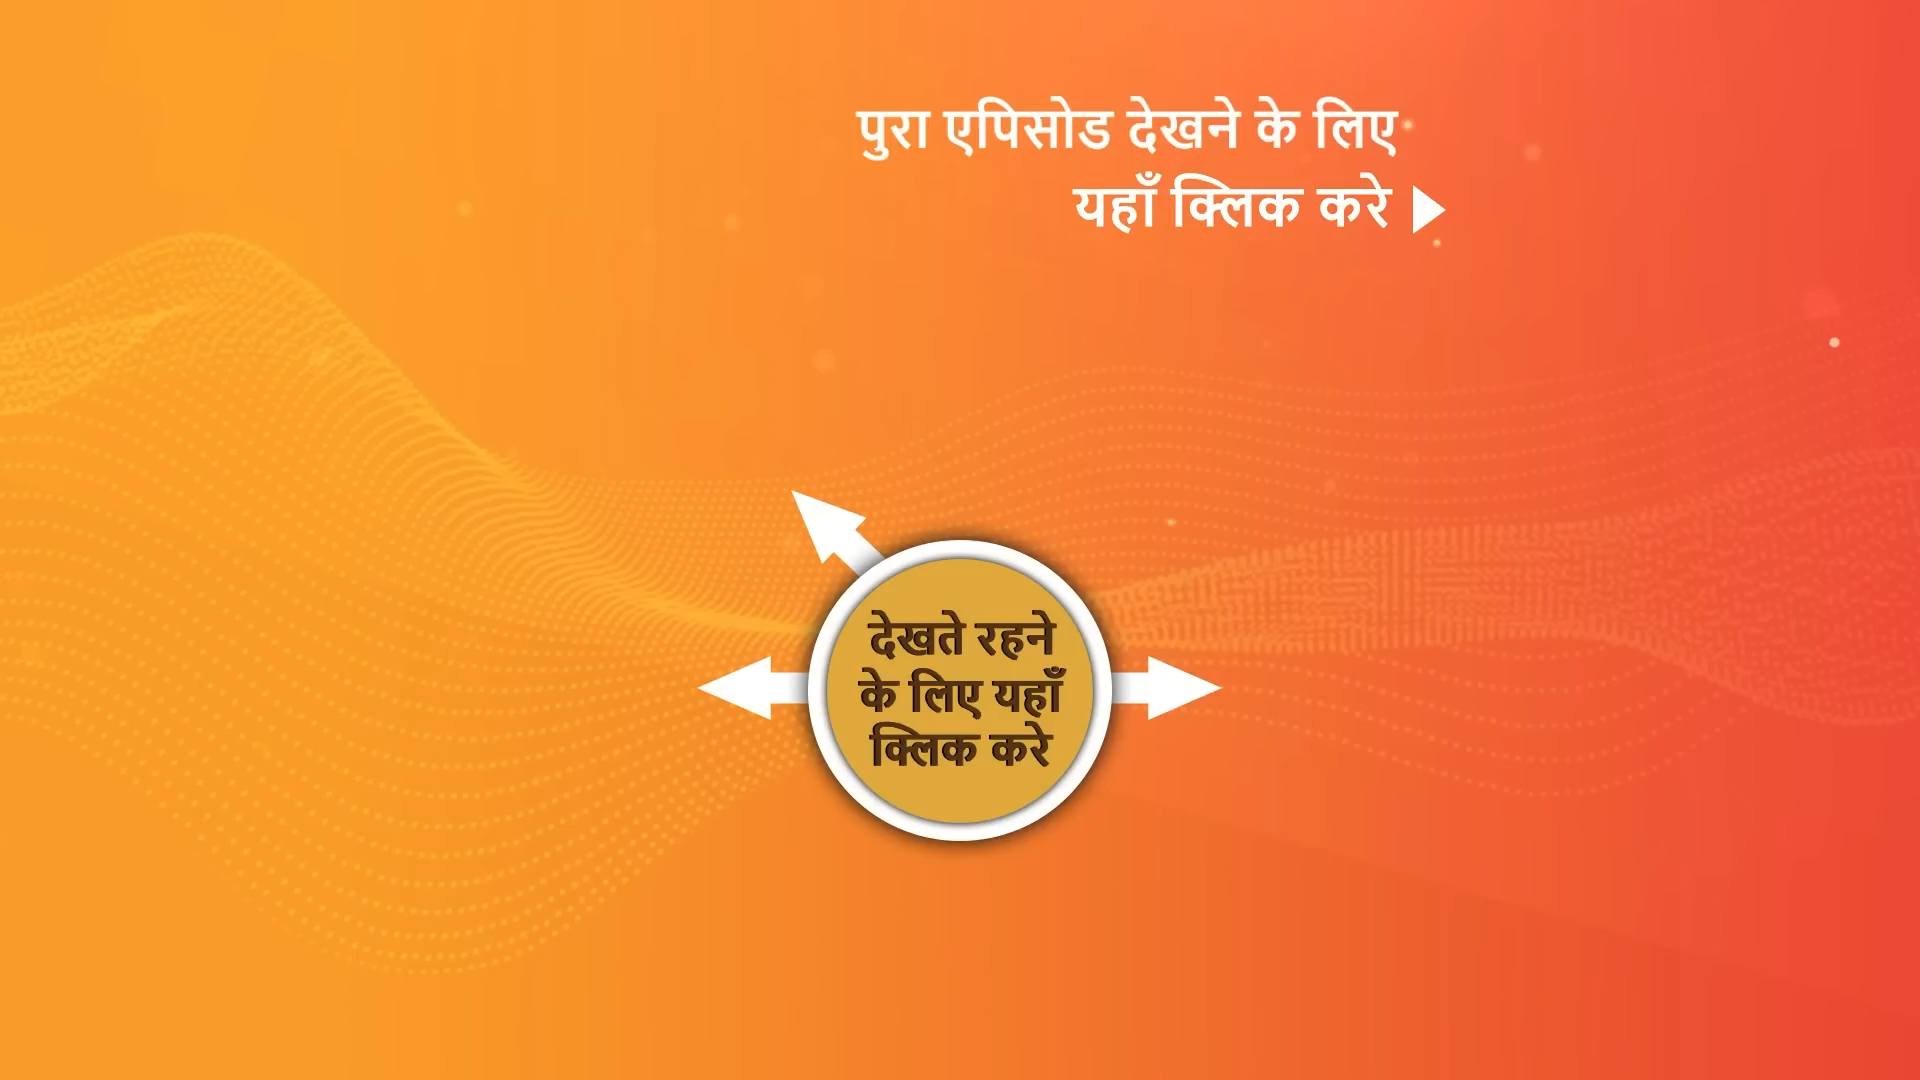 पुरा एपिसोड देखने के लिए
यहाँ क्लिक करे
देखते रहने
के लिए यहाँ
क्लिक करे